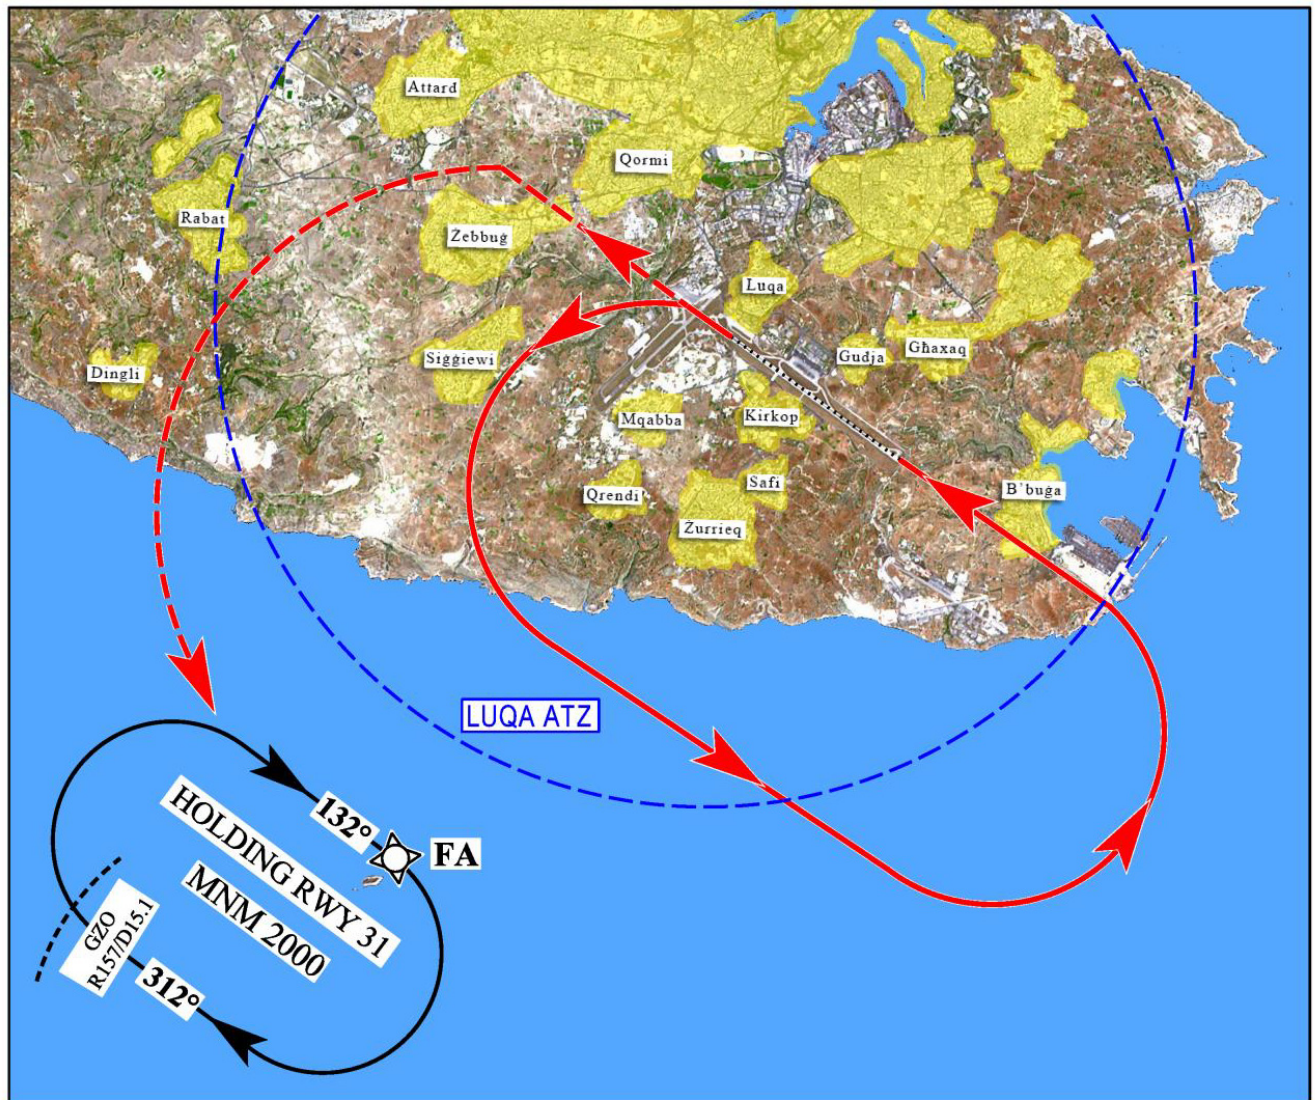 Attard
Qormi
Rabat
Żebbuġ
Luqa
Siġġiewi
Gudja
Għaxaq
Dingli
Mqabba
Kirkop
Qrendi
Safi
B'buġa
Żurrieq
LUQA ATZ
132°
FA
HOLDING RWY 31
MNM 2000
GZO
R157/D15.1
312°